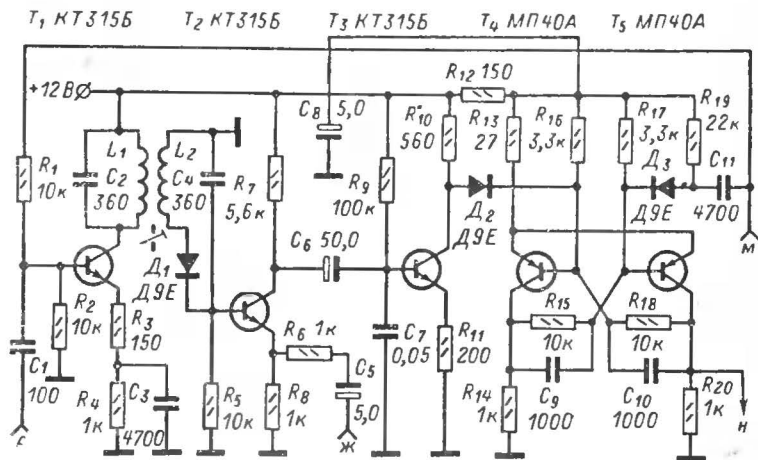 T₁ КТ315Б T₂ КТ315Б T₃ КТ315Б T₄ МП40А T₅ МП40А
+12В
R₁ 10к
C₂ 360
L₁
L₂
C₄ 360
R₇ 5,6к
C₈ 5,0
R₉ 100к
R*₁₀ 560
R₁₂ 150
R₁₃ 27
R₁₆ 3,3к
R₁₇ 3,3к
R₁₉ 22к
Д₃ Д9Е
C₁₁ 4700
м
Д₂ Д9Е
C₆ 50,0
Д₁ Д9Е
R₂ 10к
R₃ 150
C₁ 100
R₄ 1к
C₃ 4700
R₅ 10к
R₆ 1к
R₈ 1к
C₅ 5,0
Ж
C₇ 0,05
R₁₁ 200
R₁₅ 10к
R₁₈ 10к
R₁₄ 1к
C₉ 1000
C₁₀ 1000
R₂₀ 1к
н